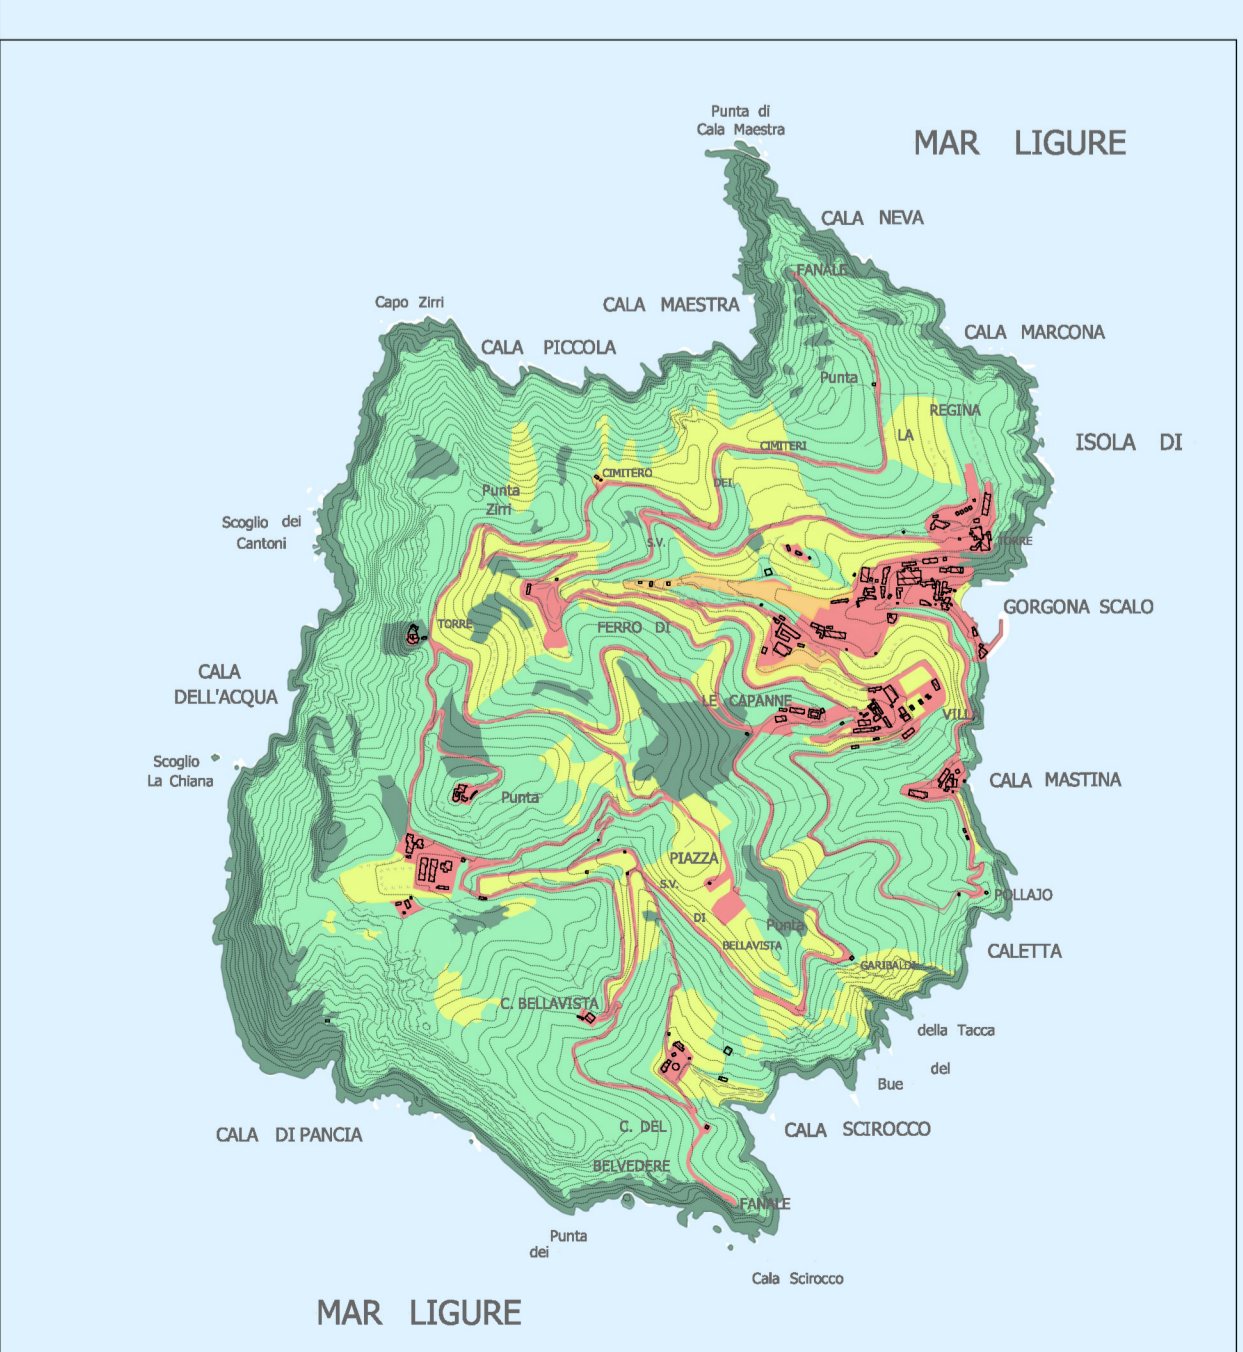 Punta di
Cala Maestra
MAR LIGURE
CALA NEVA
FANALE
Capo Zirri
CALA MAESTRA
CALA MARCONA
CALA PICCOLA
Punta
REGINA
LA
ISOLA DI
CIMITERI
CIMITERO
DEI
Punta
Zirri
Scoglio dei
Cantoni
S.V.
TORRE
GORGONA SCALO
TORRE
FERRO DI
CALA
DELL'ACQUA
LE CAPANNE
VILLA
Scoglio
La Chiana
CALA MASTINA
Punta
PIAZZA
S.V.
POLLAJO
DI
Punta
BELLAVISTA
CALETTA
GARIBALDI
C. BELLAVISTA
della Tacca
del
Bue
C. DEL
CALA SCIROCCO
CALA DI PANCIA
BELVEDERE
FANALE
Punta
dei
Cala Scirocco
MAR LIGURE